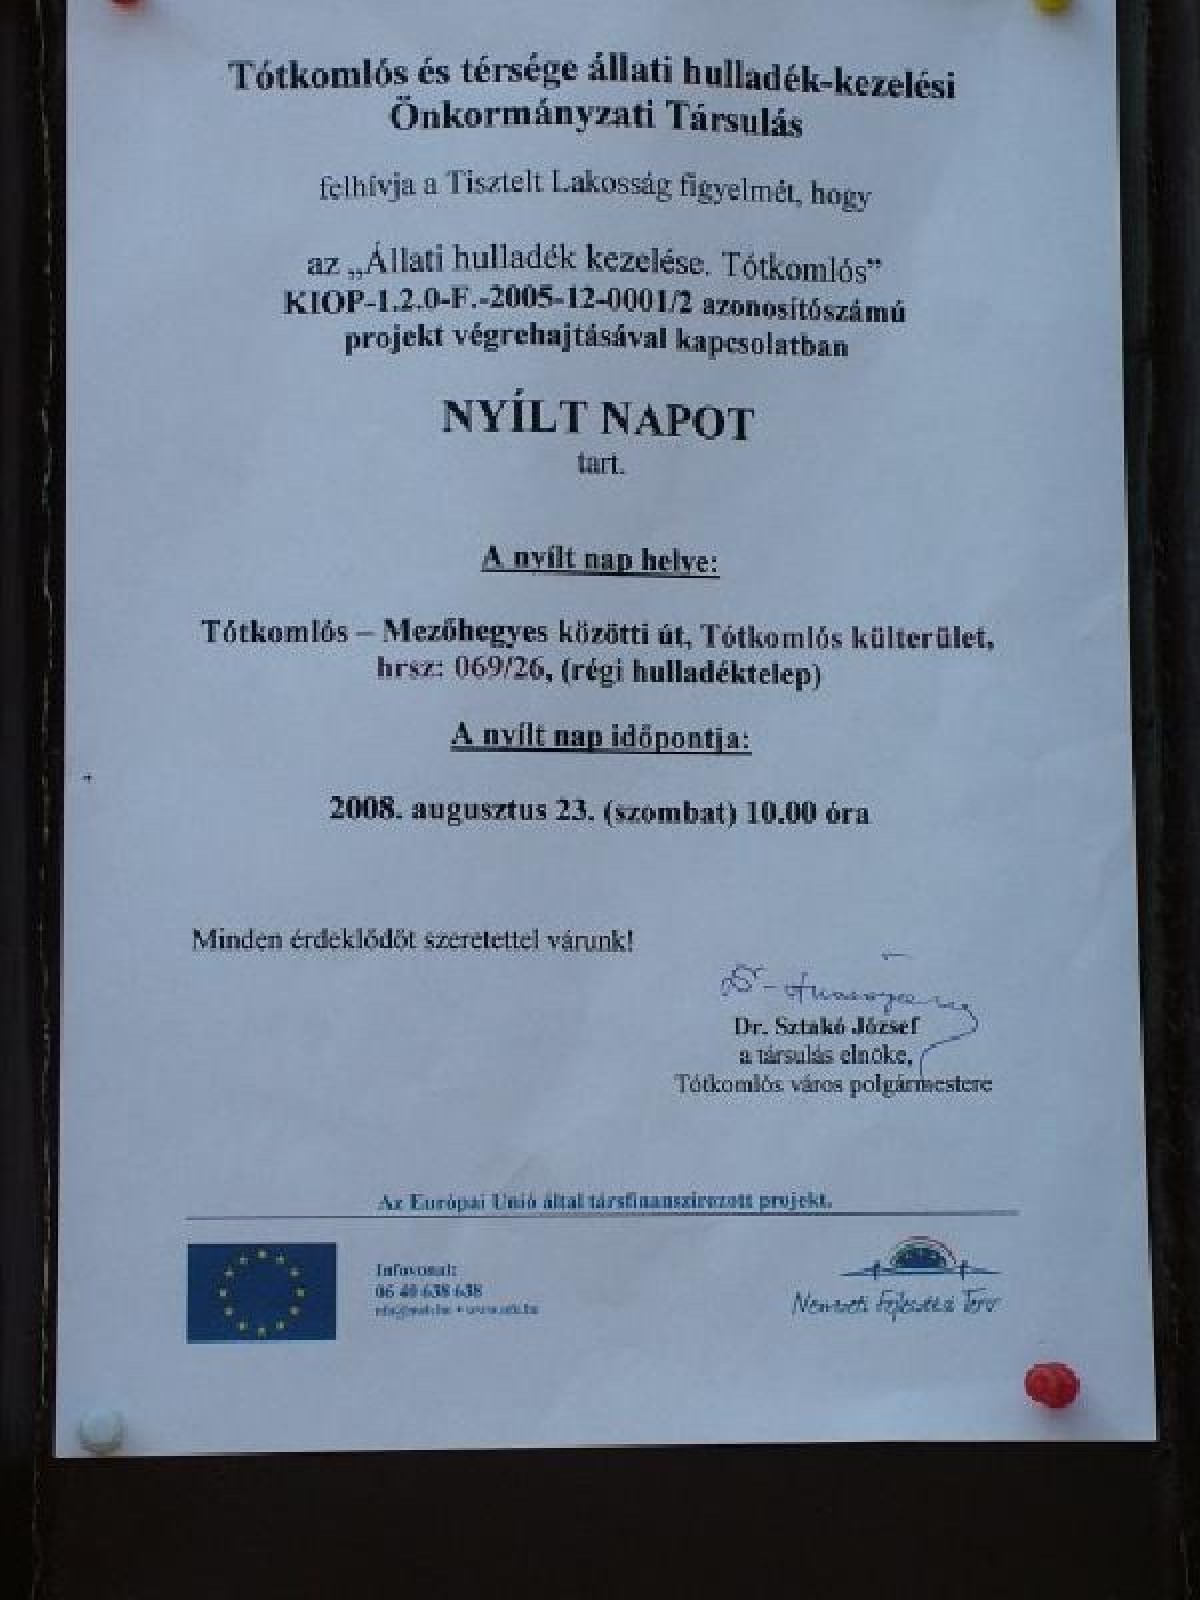 Tótkomlós és térsége állati hulladék-kezelési
Önkormányzati Társulás
felhívja a Tisztelt Lakosság figyelmét, hogy
az „Állati hulladék kezelése. Tótkomlós”
KIOP-1.2.0-F.-2005-12-0001/2 azonosítószámú
projekt végrehajtásával kapcsolatban
NYÍLT NAPOT
tart.
A nyílt nap helye:
Tótkomlós – Mezőhegyes közötti út, Tótkomlós külterület,
hrsz: 069/26, (régi hulladéktelep)
A nyílt nap időpontja:
2008. augusztus 23. (szombat) 10.00 óra
Minden érdeklődőt szeretettel várunk!
Dr.
Dr. Sztakó József
a társulás elnöke,
Tótkomlós város polgármestere
Az Európai Unió által társfinanszírozott projekt.
Infovonal:
06 40 638 638
Nemzeti Fejlesztési Terv